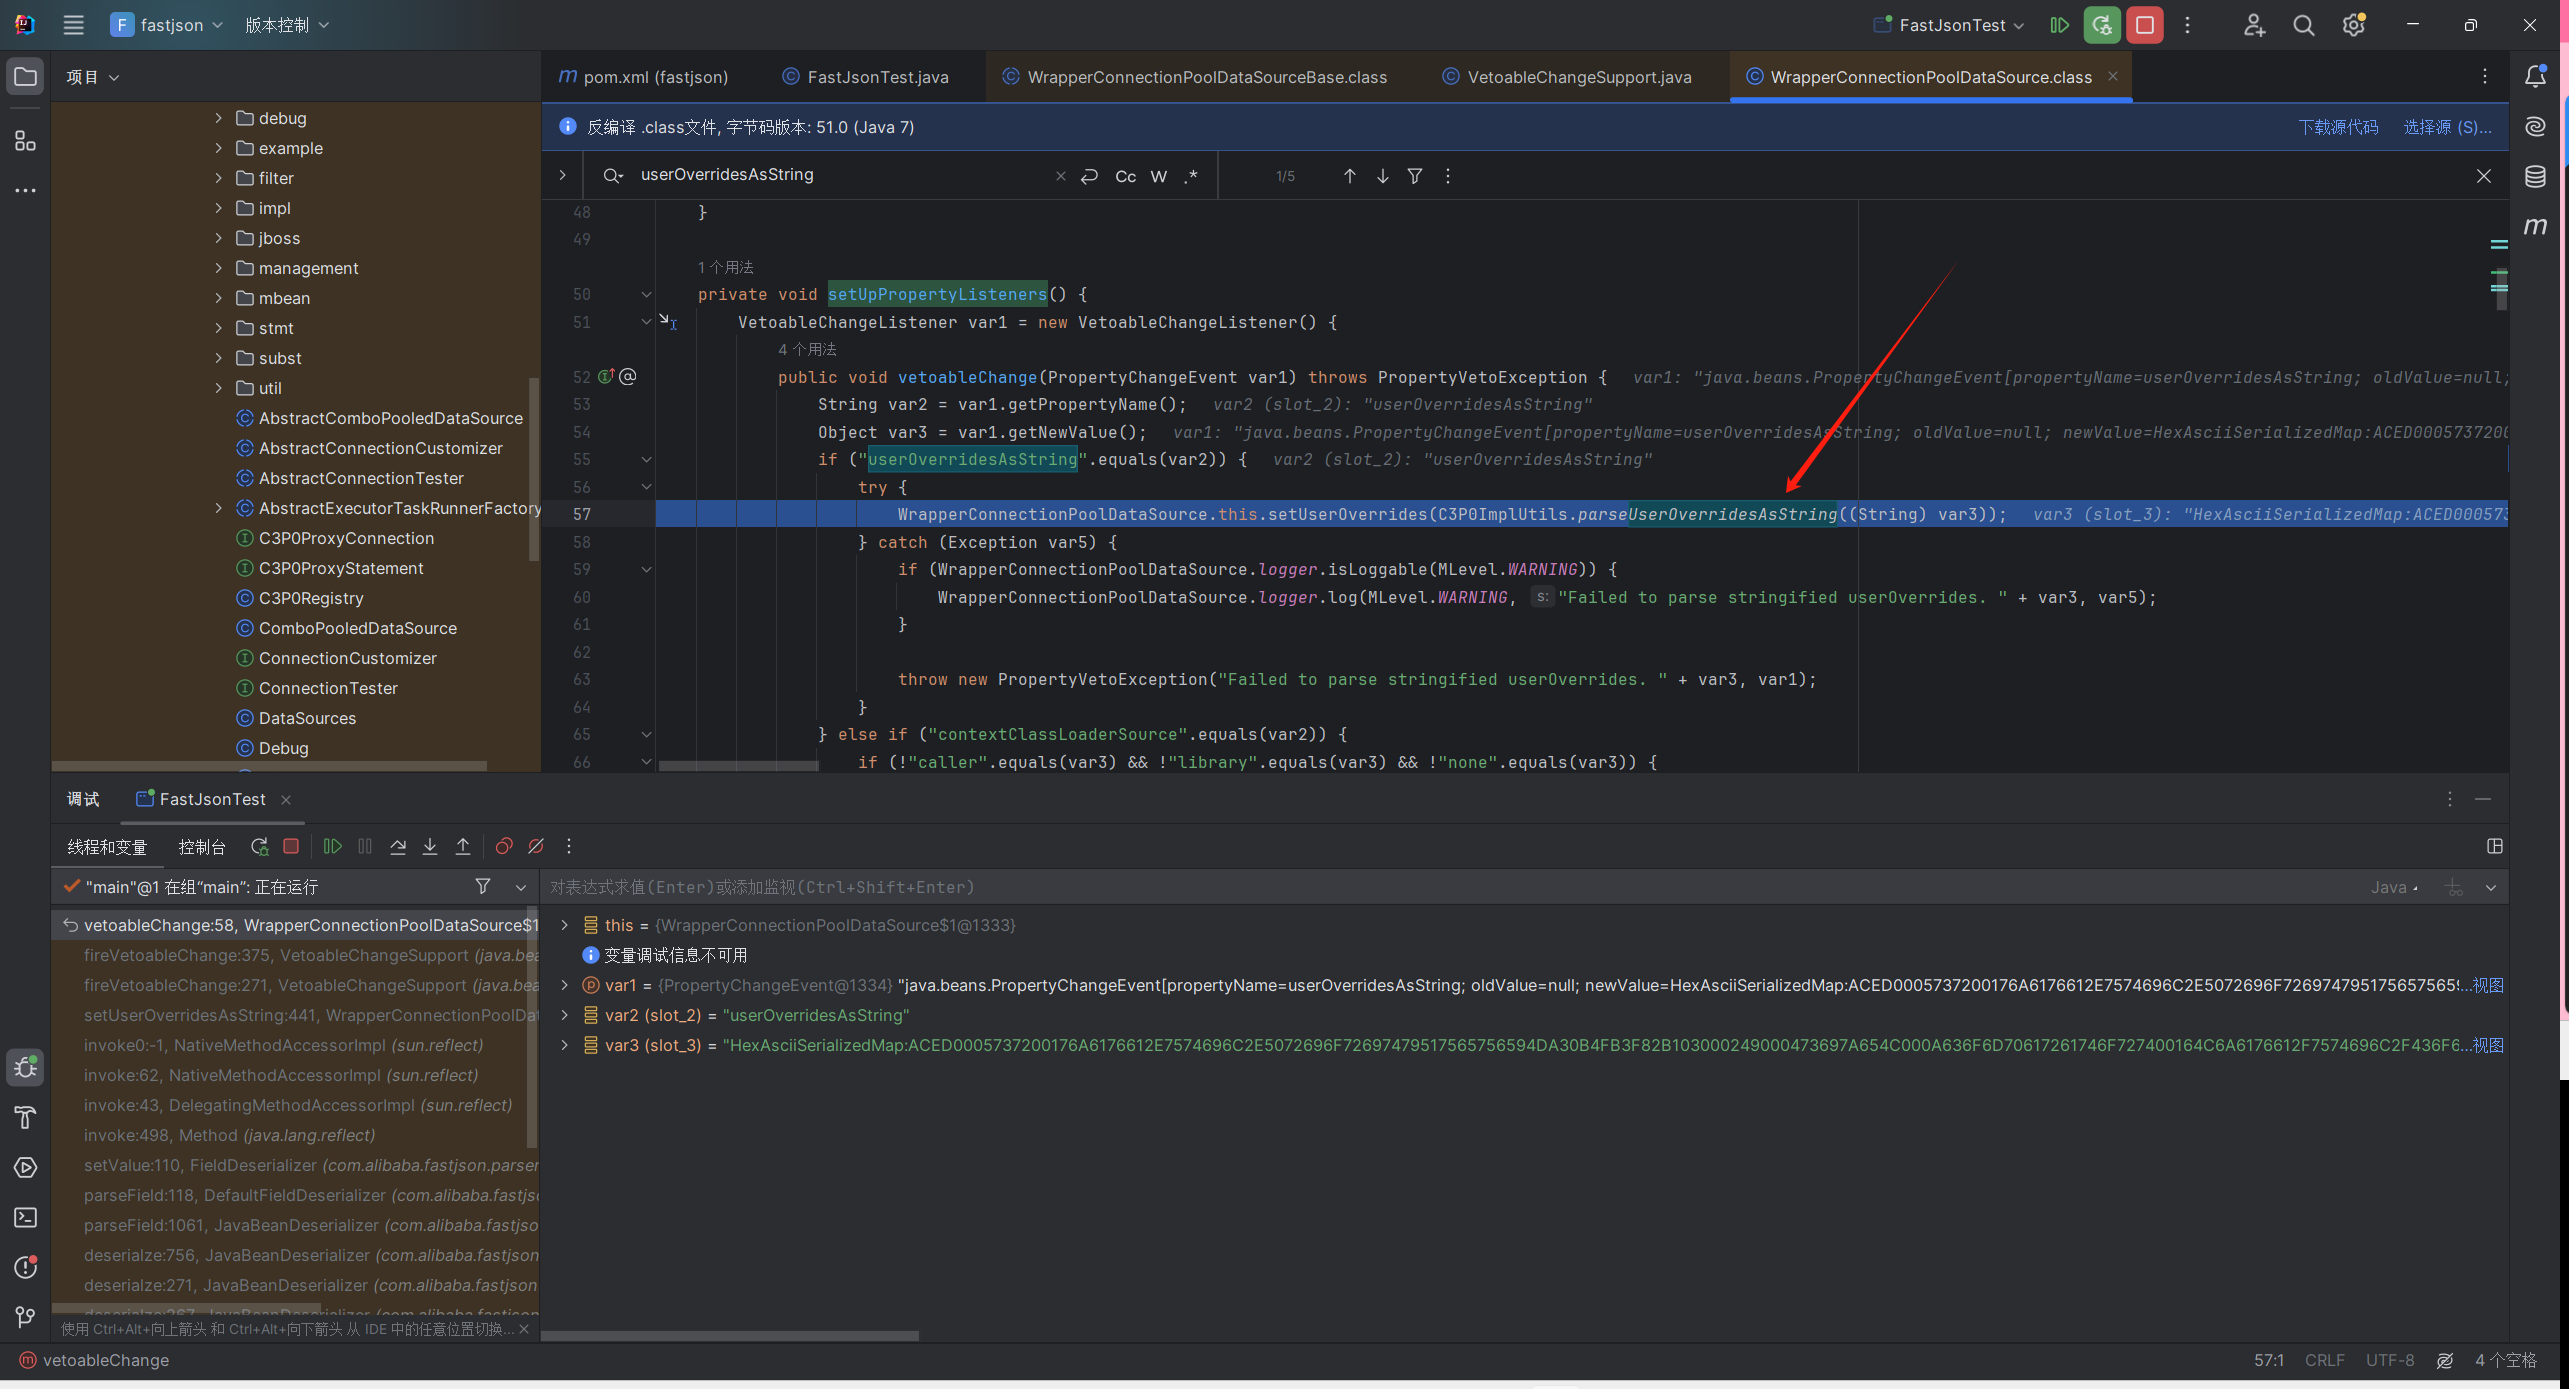 F fastjson 版本控制 FastJsonTest
项目
m pom.xml (fastjson) FastJsonTest.java WrapperConnectionPoolDataSourceBase.class VetoableChangeSupport.java WrapperConnectionPoolDataSource.class
反编译 .class文件, 字节码版本: 51.0 (Java 7) 下载源代码 选择源 (S)...
userOverridesAsString Cc W .* 1/5
debug
example
filter
impl
jboss
management
mbean
stmt
subst
util
AbstractComboPooledDataSource
AbstractConnectionCustomizer
AbstractConnectionTester
AbstractExecutorTaskRunnerFactory
C3P0ProxyConnection
C3P0ProxyStatement
C3P0Registry
ComboPooledDataSource
ConnectionCustomizer
ConnectionTester
DataSources
Debug
48 }
49
1 个用法
50 private void setUpPropertyListeners() {
51 VetoableChangeListener var1 = new VetoableChangeListener() {
4 个用法
52 public void vetoableChange(PropertyChangeEvent var1) throws PropertyVetoException { var1: "java.beans.PropertyChangeEvent[propertyName=userOverridesAsString; oldValue=null;
53 String var2 = var1.getPropertyName(); var2 (slot_2): "userOverridesAsString"
54 Object var3 = var1.getNewValue(); var1: "java.beans.PropertyChangeEvent[propertyName=userOverridesAsString; oldValue=null; newValue=HexAsciiSerializedMap:ACED000573720
55 if ("userOverridesAsString".equals(var2)) { var2 (slot_2): "userOverridesAsString"
56 try {
57 WrapperConnectionPoolDataSource.this.setUserOverrides(C3P0ImplUtils.parseUserOverridesAsString((String) var3)); var3 (slot_3): "HexAsciiSerializedMap:ACED00057
58 } catch (Exception var5) {
59 if (WrapperConnectionPoolDataSource.logger.isLoggable(MLevel.WARNING)) {
60 WrapperConnectionPoolDataSource.logger.log(MLevel.WARNING, s: "Failed to parse stringified userOverrides. " + var3, var5);
61 }
62
63 throw new PropertyVetoException("Failed to parse stringified userOverrides. " + var3, var1);
64 }
65 } else if ("contextClassLoaderSource".equals(var2)) {
66 if (!"caller".equals(var3) && !"library".equals(var3) && !"none".equals(var3)) {
m
调试 FastJsonTest
线程和变量 控制台
"main"@1 在组“main”: 正在运行
对表达式求值(Enter)或添加监视(Ctrl+Shift+Enter) Java
vetoableChange:58, WrapperConnectionPoolDataSource$1
fireVetoableChange:375, VetoableChangeSupport (java.bea
fireVetoableChange:271, VetoableChangeSupport (java.bea
setUserOverridesAsString:441, WrapperConnectionPoolDat
invoke0:-1, NativeMethodAccessorImpl (sun.reflect)
invoke:62, NativeMethodAccessorImpl (sun.reflect)
invoke:43, DelegatingMethodAccessorImpl (sun.reflect)
invoke:498, Method (java.lang.reflect)
setValue:110, FieldDeserializer (com.alibaba.fastjson.parser
parseField:118, DefaultFieldDeserializer (com.alibaba.fastjs
parseField:1061, JavaBeanDeserializer (com.alibaba.fastjso
deserialze:756, JavaBeanDeserializer (com.alibaba.fastjson
deserialze:271, JavaBeanDeserializer (com.alibaba.fastjson
deserialze:267, JavaBeanDeserializer (com.alibaba.fastjson
使用 Ctrl+Alt+向上箭头 和 Ctrl+Alt+向下箭头 从 IDE 中的任意位置切换...
this = {WrapperConnectionPoolDataSource$1@1333}
变量调试信息不可用
var1 = {PropertyChangeEvent@1334} "java.beans.PropertyChangeEvent[propertyName=userOverridesAsString; oldValue=null; newValue=HexAsciiSerializedMap:ACED0005737200176A6176612E7574696C2E5072696F7269747951756575659...视图
var2 (slot_2) = "userOverridesAsString"
var3 (slot_3) = "HexAsciiSerializedMap:ACED0005737200176A6176612E7574696C2E5072696F72697479517565756594DA30B4FB3F82B103000249000473697A654C000A636F6D70617261746F727400164C6A6176612F7574696C2F436F6...视图
vetoableChange 57:1 CRLF UTF-8 4 个空格